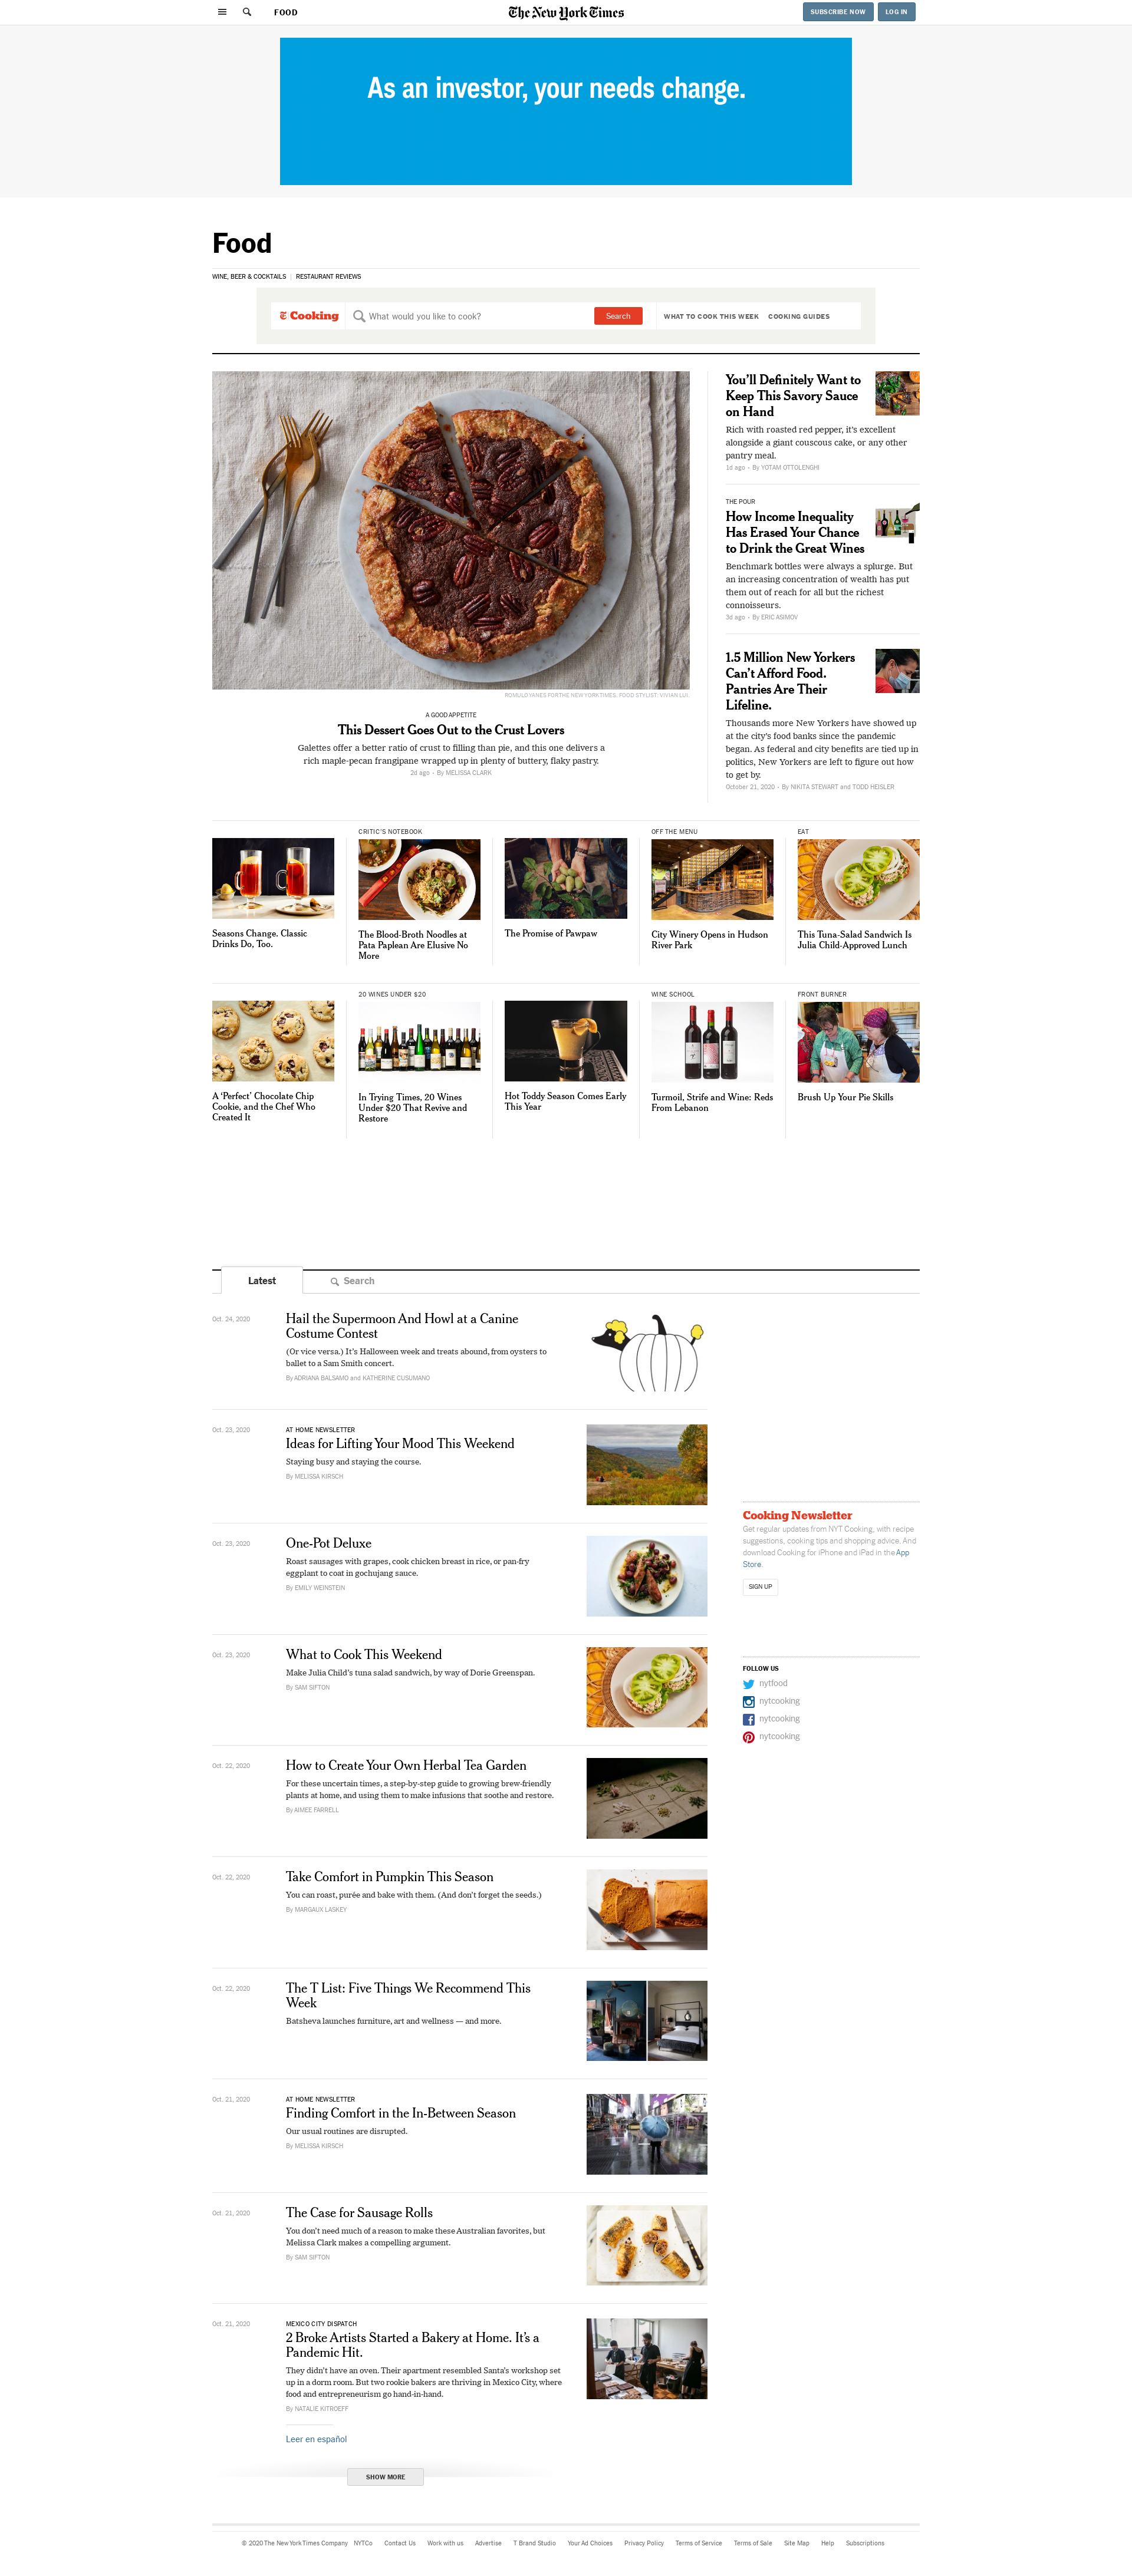 FOOD
The New York Times
SUBSCRIBE NOW
LOG IN
As an investor, your needs change.
Food
WINE, BEER & COCKTAILS | RESTAURANT REVIEWS
T Cooking
What would you like to cook?
Search
WHAT TO COOK THIS WEEK
COOKING GUIDES
ROMULO YANES FOR THE NEW YORK TIMES. FOOD STYLIST: VIVIAN LUI.
A GOOD APPETITE
This Dessert Goes Out to the Crust Lovers
Galettes offer a better ratio of crust to filling than pie, and this one delivers a
rich maple-pecan frangipane wrapped up in plenty of buttery, flaky pastry.
2d ago • By MELISSA CLARK
You’ll Definitely Want to
Keep This Savory Sauce
on Hand
Rich with roasted red pepper, it’s excellent
alongside a giant couscous cake, or any other
pantry meal.
1d ago • By YOTAM OTTOLENGHI
THE POUR
How Income Inequality
Has Erased Your Chance
to Drink the Great Wines
Benchmark bottles were always a splurge. But
an increasing concentration of wealth has put
them out of reach for all but the richest
connoisseurs.
3d ago • By ERIC ASIMOV
1.5 Million New Yorkers
Can’t Afford Food.
Pantries Are Their
Lifeline.
Thousands more New Yorkers have showed up
at the city’s food banks since the pandemic
began. As federal and city benefits are tied up in
politics, New Yorkers are left to figure out how
to get by.
October 21, 2020 • By NIKITA STEWART and TODD HEISLER
Seasons Change. Classic
Drinks Do, Too.
CRITIC’S NOTEBOOK
The Blood-Broth Noodles at
Pata Paplean Are Elusive No
More
The Promise of Pawpaw
OFF THE MENU
City Winery Opens in Hudson
River Park
EAT
This Tuna-Salad Sandwich Is
Julia Child-Approved Lunch
A ‘Perfect’ Chocolate Chip
Cookie, and the Chef Who
Created It
20 WINES UNDER $20
In Trying Times, 20 Wines
Under $20 That Revive and
Restore
Hot Toddy Season Comes Early
This Year
WINE SCHOOL
Turmoil, Strife and Wine: Reds
From Lebanon
FRONT BURNER
Brush Up Your Pie Skills
Latest
Search
Oct. 24, 2020
Hail the Supermoon And Howl at a Canine
Costume Contest
(Or vice versa.) It’s Halloween week and treats abound, from oysters to
ballet to a Sam Smith concert.
By ADRIANA BALSAMO and KATHERINE CUSUMANO
Oct. 23, 2020
AT HOME NEWSLETTER
Ideas for Lifting Your Mood This Weekend
Staying busy and staying the course.
By MELISSA KIRSCH
Oct. 23, 2020
One-Pot Deluxe
Roast sausages with grapes, cook chicken breast in rice, or pan-fry
eggplant to coat in gochujang sauce.
By EMILY WEINSTEIN
Oct. 23, 2020
What to Cook This Weekend
Make Julia Child’s tuna salad sandwich, by way of Dorie Greenspan.
By SAM SIFTON
Oct. 22, 2020
How to Create Your Own Herbal Tea Garden
For these uncertain times, a step-by-step guide to growing brew-friendly
plants at home, and using them to make infusions that soothe and restore.
By AIMEE FARRELL
Oct. 22, 2020
Take Comfort in Pumpkin This Season
You can roast, purée and bake with them. (And don’t forget the seeds.)
By MARGAUX LASKEY
Oct. 22, 2020
The T List: Five Things We Recommend This
Week
Batsheva launches furniture, art and wellness — and more.
Oct. 21, 2020
AT HOME NEWSLETTER
Finding Comfort in the In-Between Season
Our usual routines are disrupted.
By MELISSA KIRSCH
Oct. 21, 2020
The Case for Sausage Rolls
You don’t need much of a reason to make these Australian favorites, but
Melissa Clark makes a compelling argument.
By SAM SIFTON
Oct. 21, 2020
MEXICO CITY DISPATCH
2 Broke Artists Started a Bakery at Home. It’s a
Pandemic Hit.
They didn’t have an oven. Their apartment resembled Santa’s workshop set
up in a dorm room. But two rookie bakers are thriving in Mexico City, where
food and entrepreneurism go hand-in-hand.
By NATALIE KITROEFF
Leer en español
SHOW MORE
Cooking Newsletter
Get regular updates from NYT Cooking, with recipe
suggestions, cooking tips and shopping advice. And
download Cooking for iPhone and iPad in the App
Store.
SIGN UP
FOLLOW US
nytfood
nytcooking
nytcooking
nytcooking
© 2020 The New York Times Company
NYTCo
Contact Us
Work with us
Advertise
T Brand Studio
Your Ad Choices
Privacy Policy
Terms of Service
Terms of Sale
Site Map
Help
Subscriptions